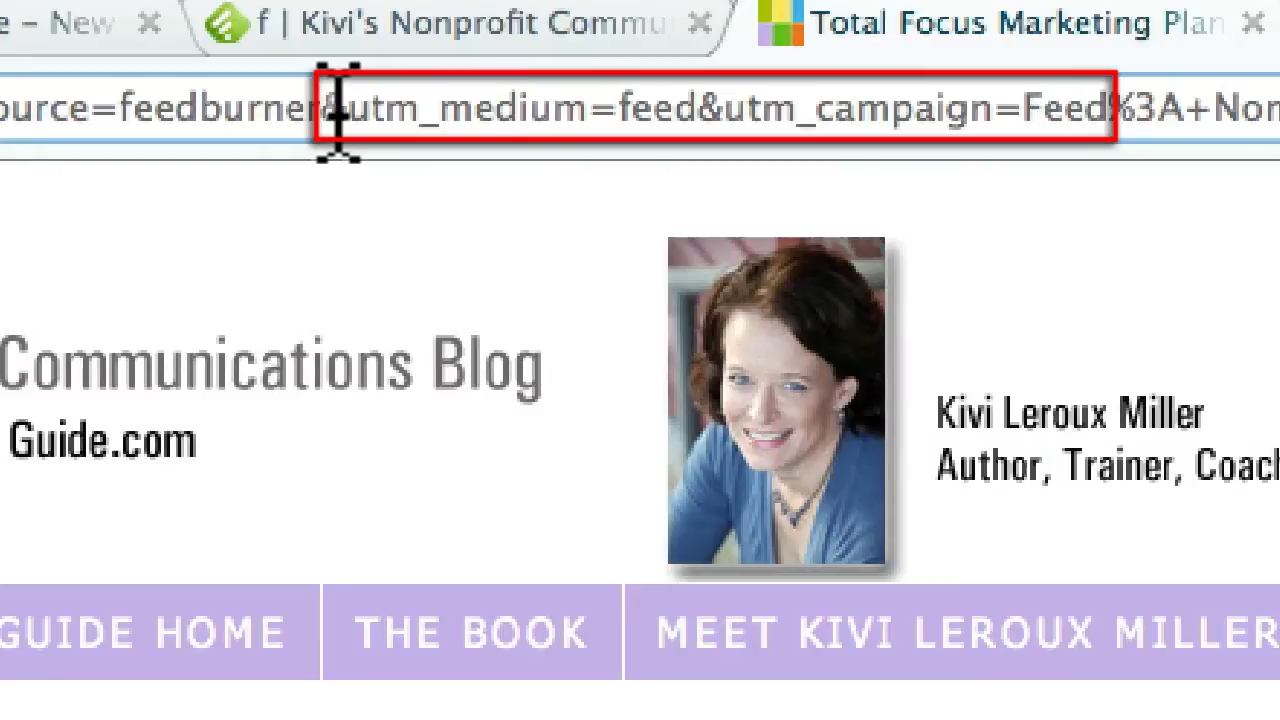 e – New
f | Kivi's Nonprofit Commu
Total Focus Marketing Plan
ource=feedburner&utm_medium=feed&utm_campaign=Feed%3A+Non
Communications Blog
Guide.com
Kivi Leroux Miller
Author, Trainer, Coach
GUIDE HOME
THE BOOK
MEET KIVI LEROUX MILLER